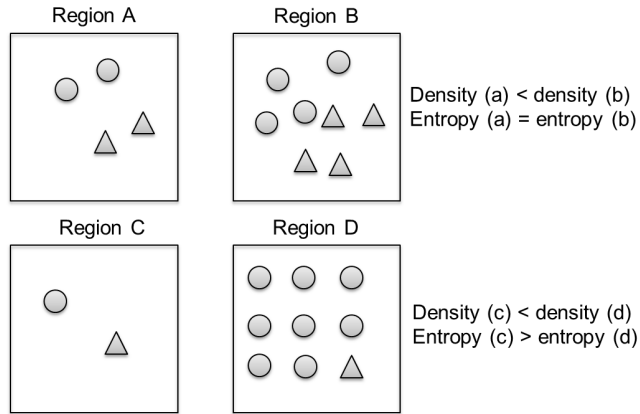 Region A
Region B
Density (a) < density (b)
Entropy (a) = entropy (b)
Region C
Region D
Density (c) < density (d)
Entropy (c) > entropy (d)